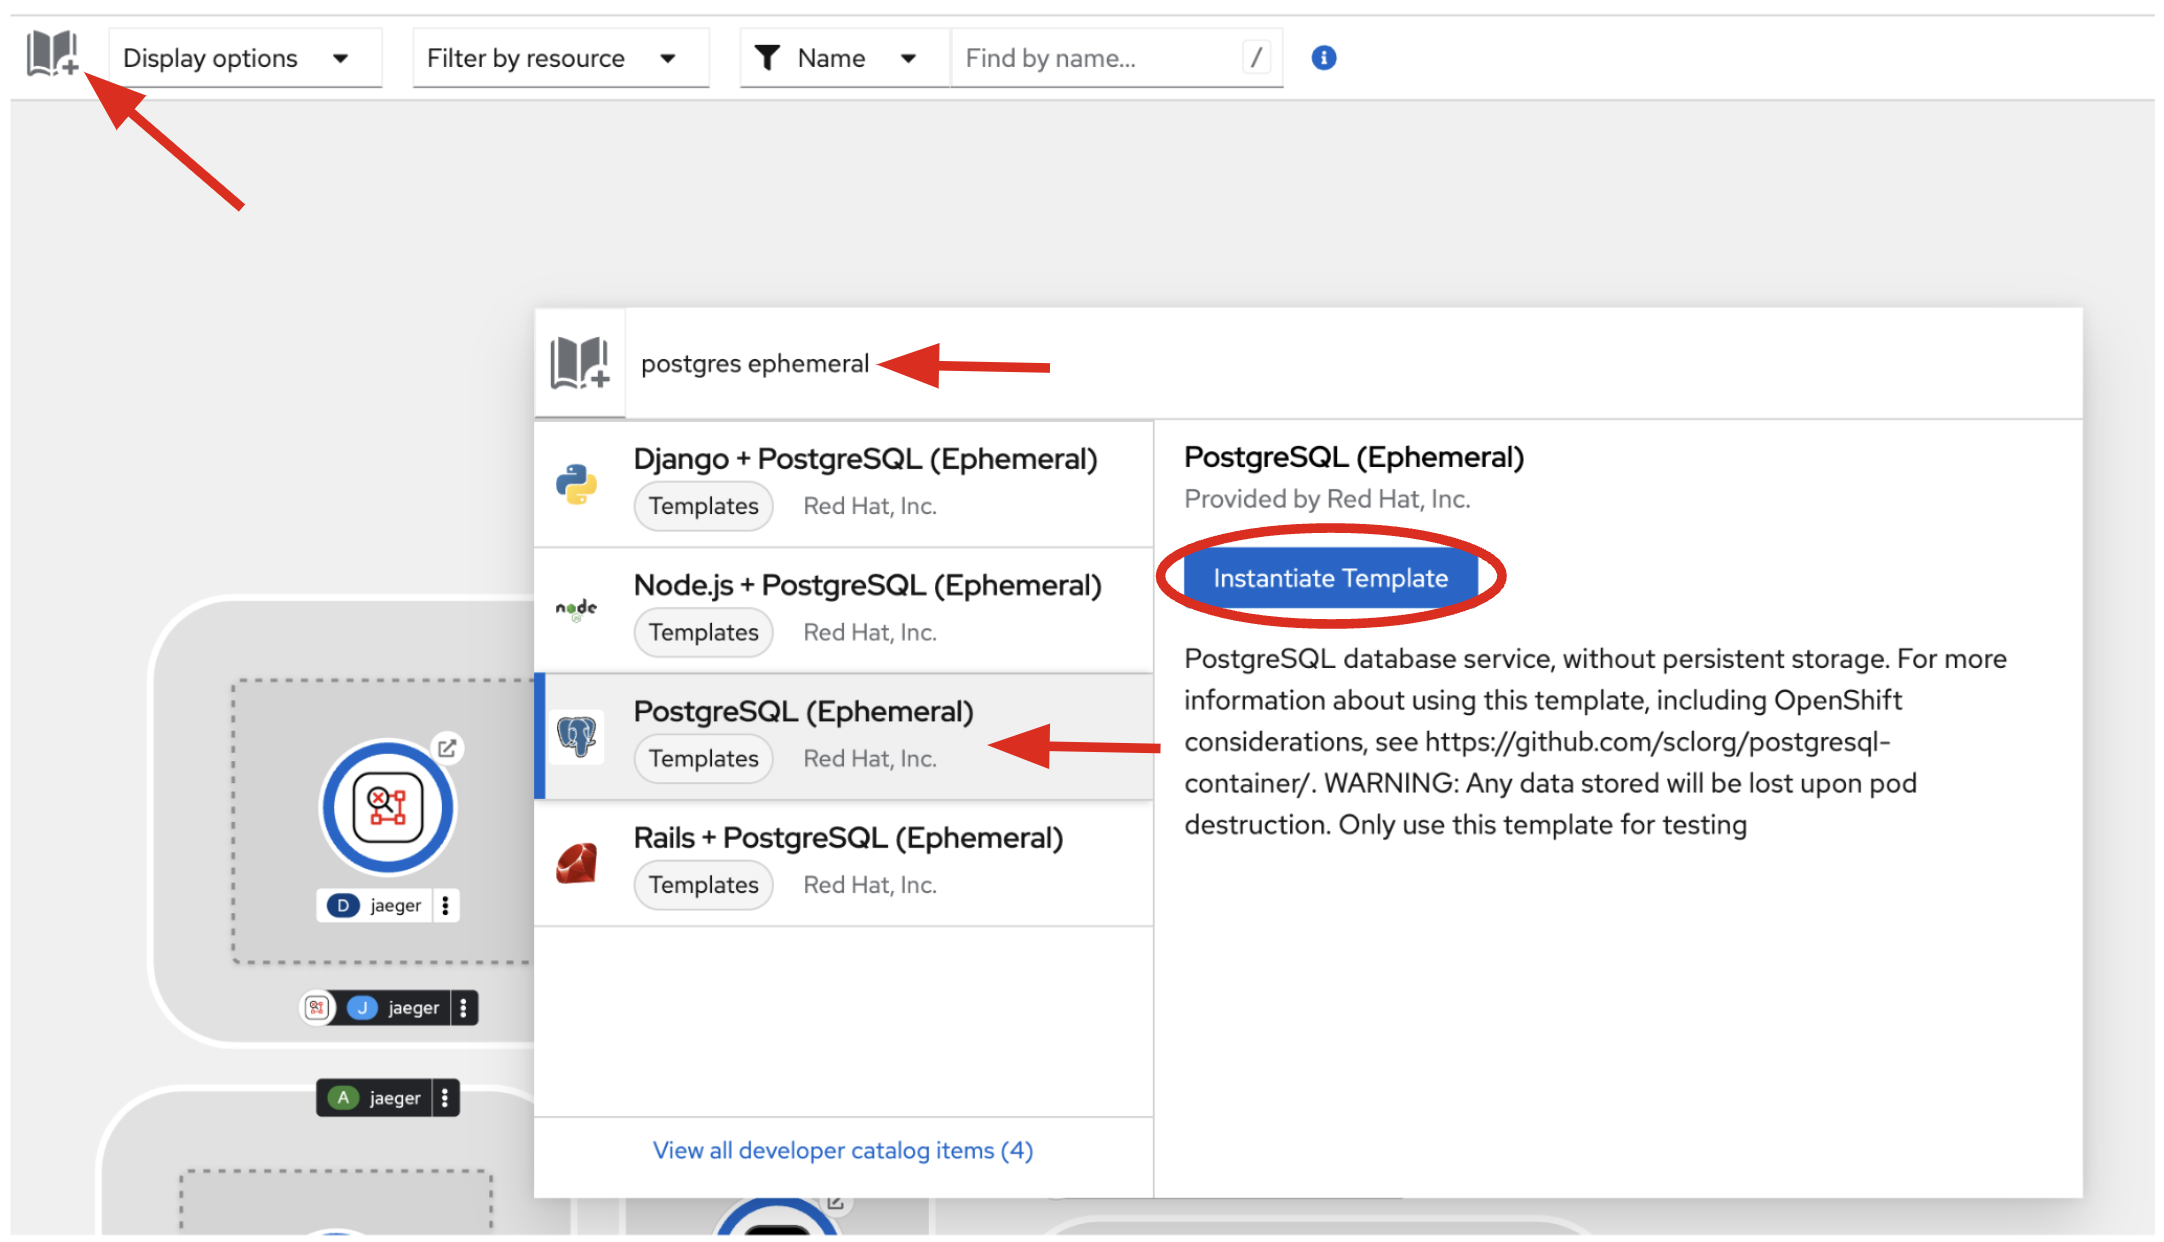 Display options
Filter by resource
Name
Find by name...
/
i
postgres ephemeral
Django + PostgreSQL (Ephemeral)
Templates Red Hat, Inc.
node
JS
Node.js + PostgreSQL (Ephemeral)
Templates Red Hat, Inc.
PostgreSQL (Ephemeral)
Templates Red Hat, Inc.
Rails + PostgreSQL (Ephemeral)
Templates Red Hat, Inc.
View all developer catalog items (4)
PostgreSQL (Ephemeral)
Provided by Red Hat, Inc.
Instantiate Template
PostgreSQL database service, without persistent storage. For more
information about using this template, including OpenShift
considerations, see https://github.com/sclorg/postgresql-
container/. WARNING: Any data stored will be lost upon pod
destruction. Only use this template for testing
D jaeger
J jaeger
A jaeger